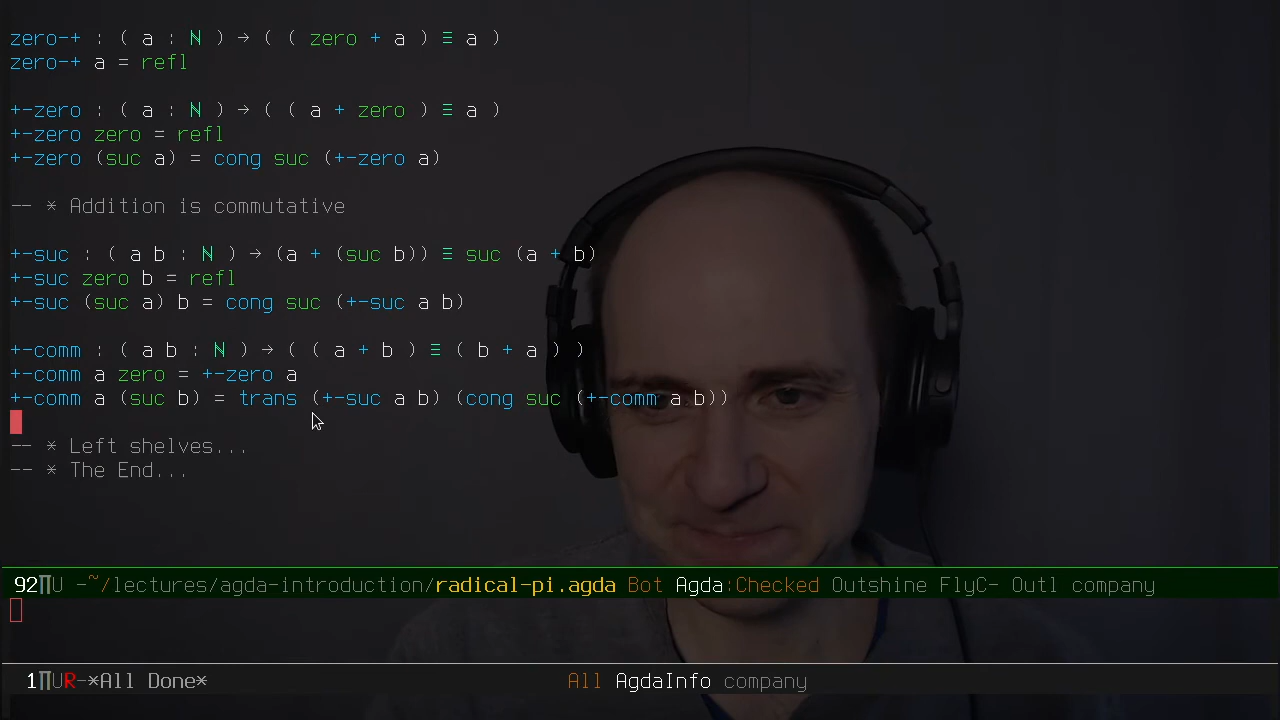 zero-+ : ( a : N ) → ( ( zero + a ) ≡ a )
zero-+ a = refl
+-zero : ( a : N ) → ( ( a + zero ) ≡ a )
+-zero zero = refl
+-zero (suc a) = cong suc (+-zero a)
-- * Addition is commutative
+-suc : ( a b : N ) → (a + (suc b)) ≡ suc (a + b)
+-suc zero b = refl
+-suc (suc a) b = cong suc (+-suc a b)
+-comm : ( a b : N ) → ( ( a + b ) ≡ ( b + a ) )
+-comm a zero = +-zero a
+-comm a (suc b) = trans (+-suc a b) (cong suc (+-comm a b))
-- * Left shelves...
-- * The End...
92∏U -~/lectures/agda-introduction/radical-pi.agda Bot Agda:Checked Outshine FlyC- Outl company
1∏UR-*All Done* All AgdaInfo company